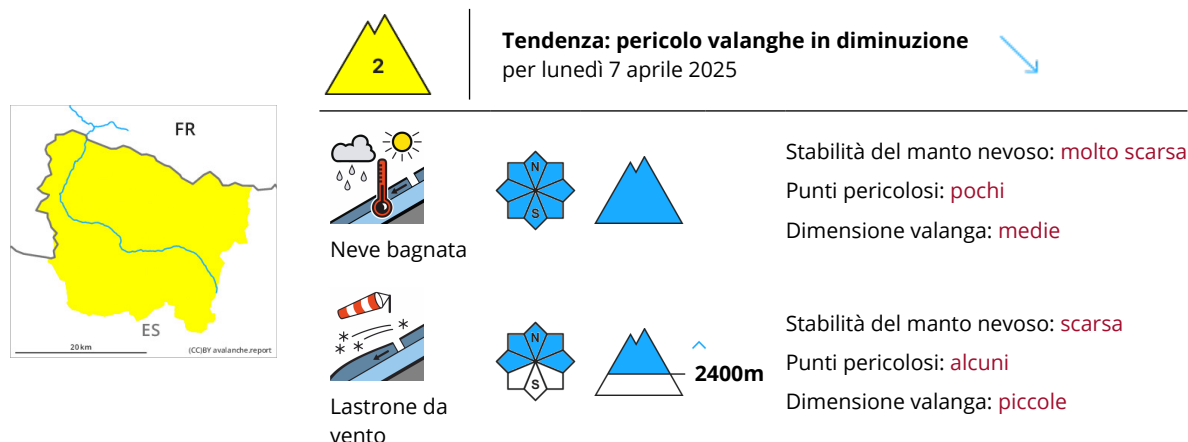 2
Tendenza: pericolo valanghe in diminuzione
per lunedì 7 aprile 2025
FR
ES
20 km
(CC)BY avalanche.report
N
S
Neve bagnata
Stabilità del manto nevoso: molto scarsa
Punti pericolosi: pochi
Dimensione valanga: medie
N
S
2400m
Lastrone da
vento
Stabilità del manto nevoso: scarsa
Punti pericolosi: alcuni
Dimensione valanga: piccole